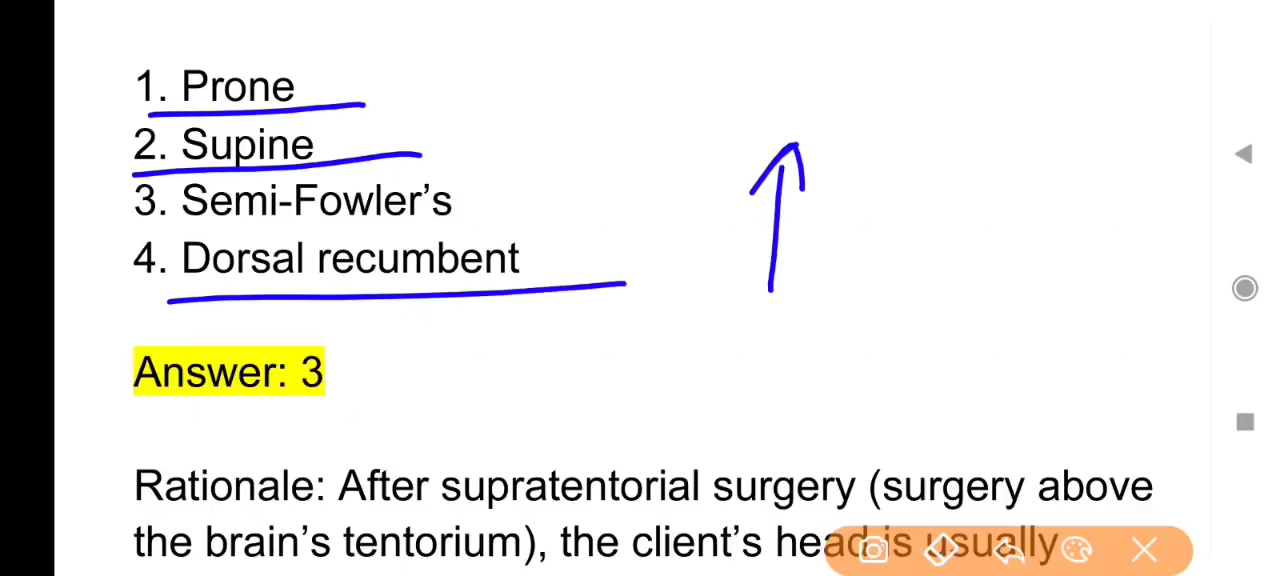 1. Prone
2. Supine
3. Semi-Fowler’s
4. Dorsal recumbent
Answer: 3
Rationale: After supratentorial surgery (surgery above
the brain’s tentorium), the client’s head is usually